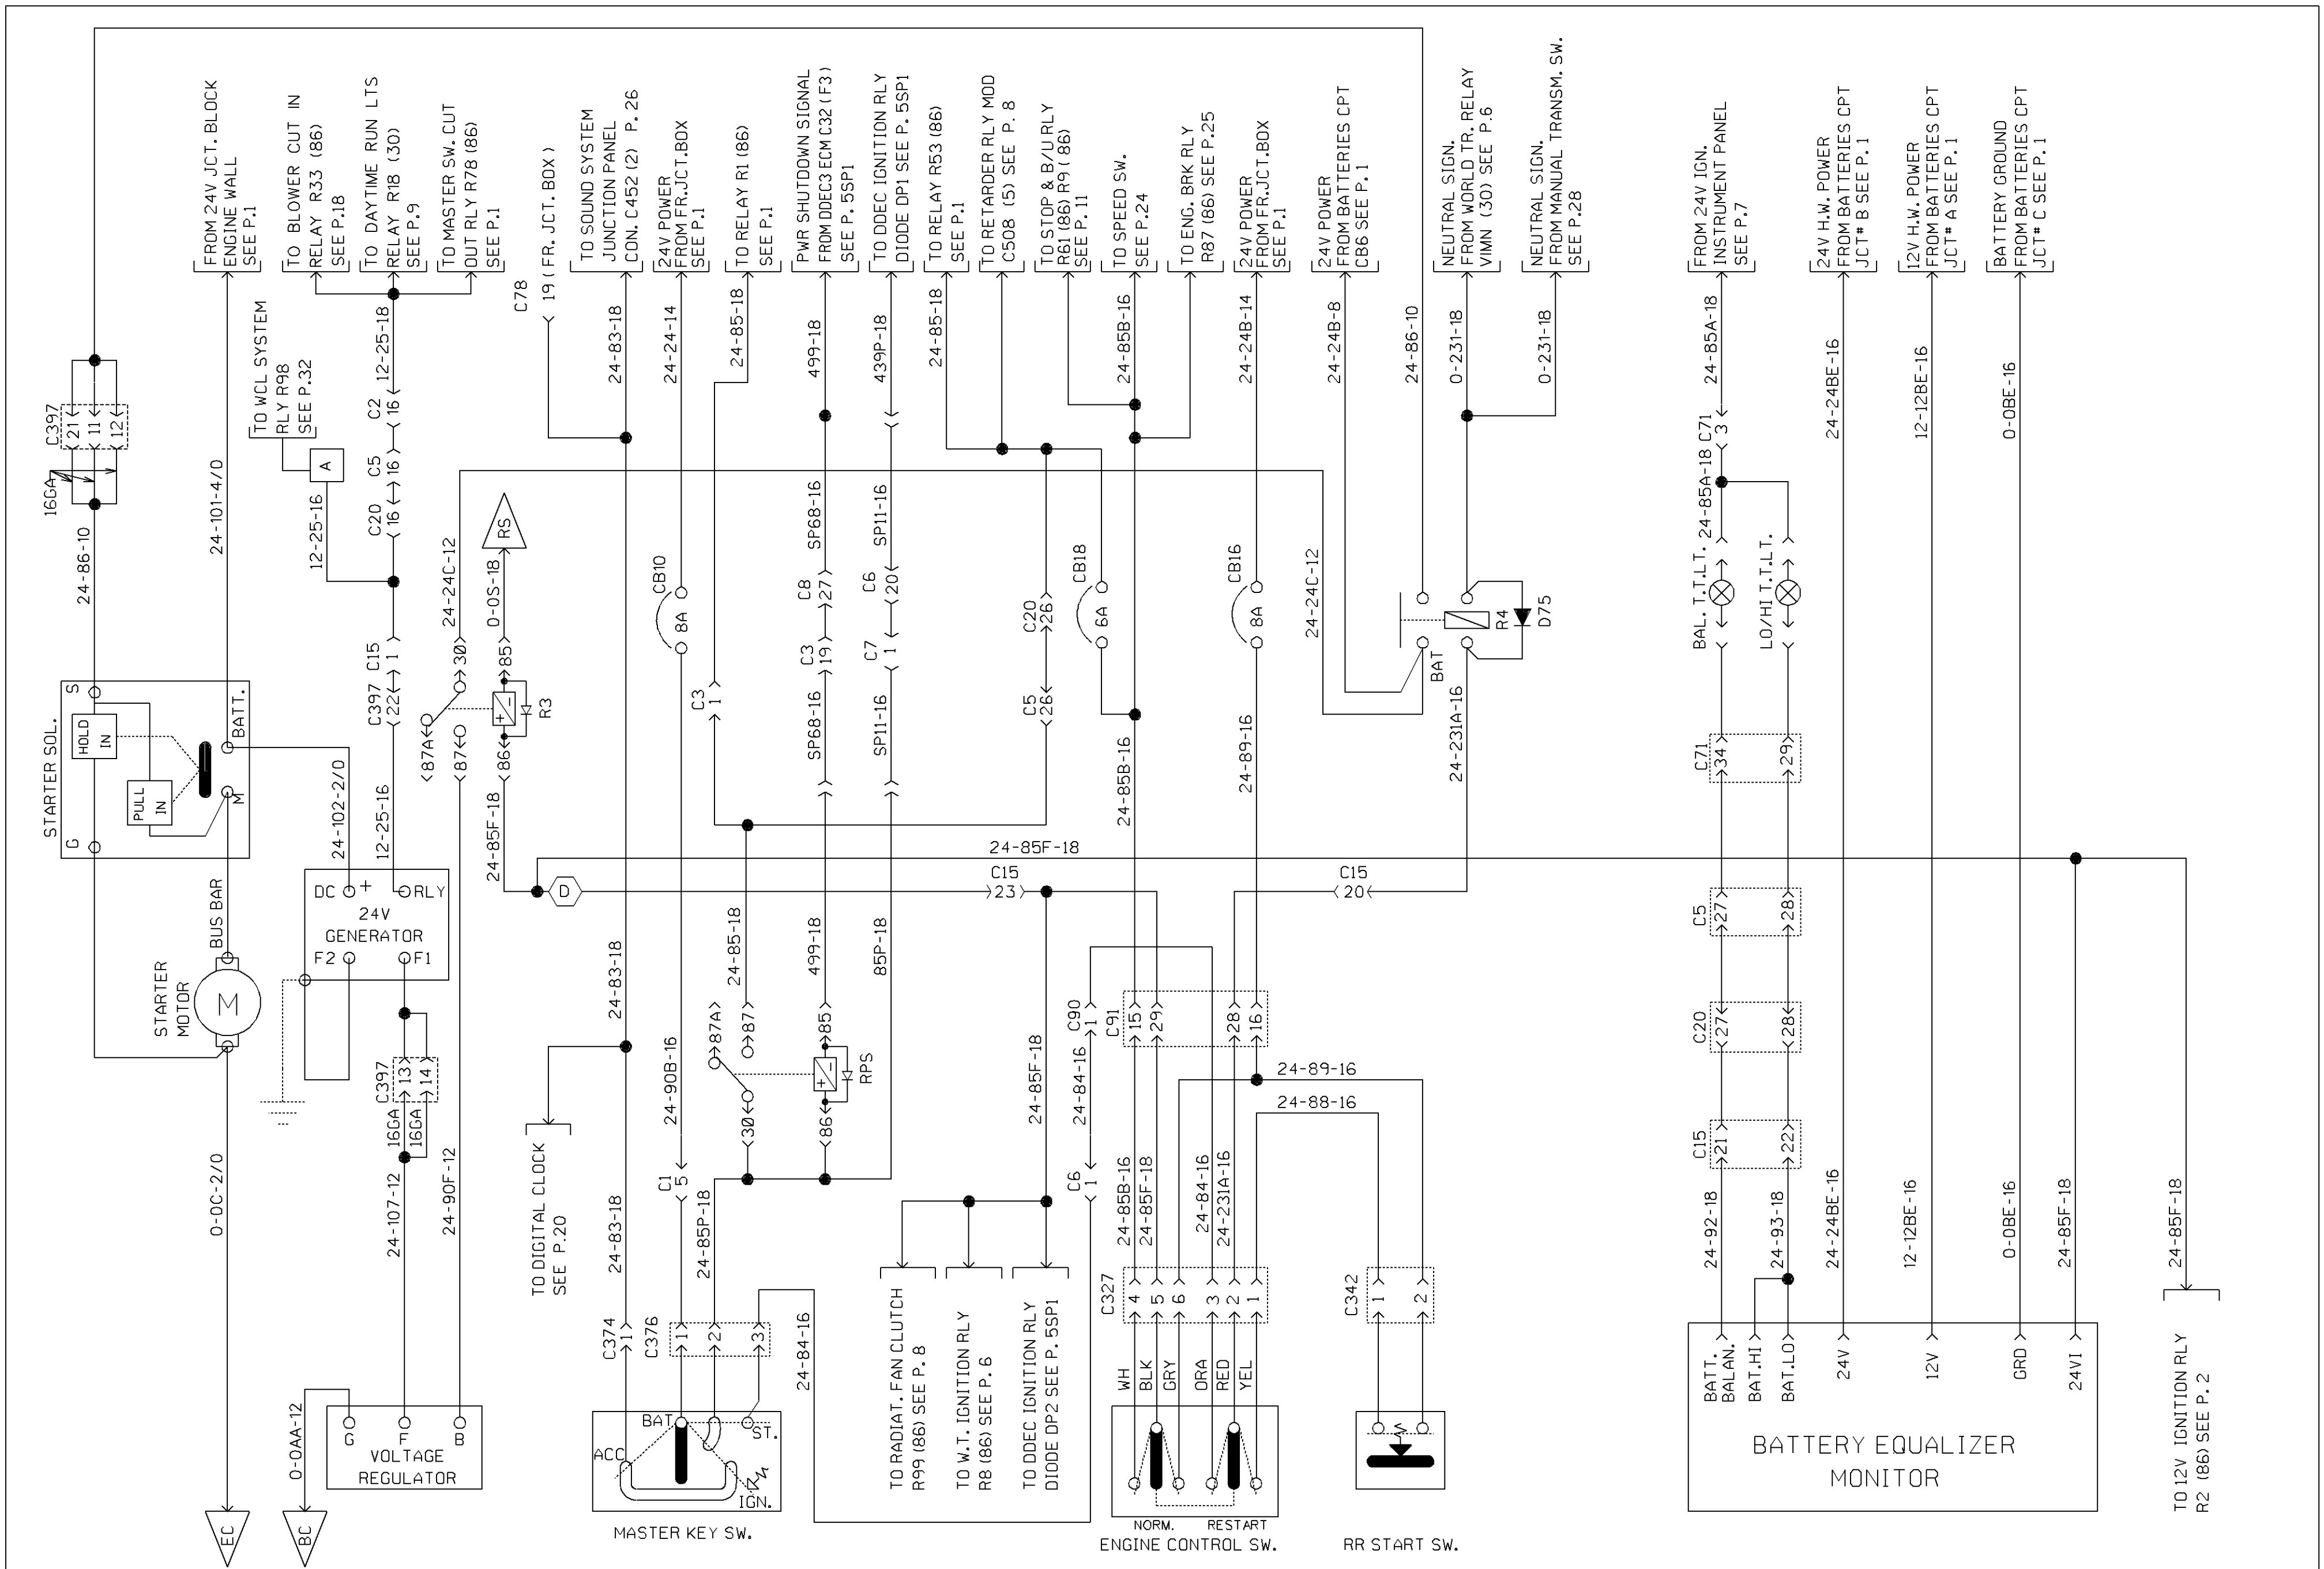 FROM 24V JCT. BLOCK
ENGINE WALL
SEE P.1
TO BLOWER CUT IN
RELAY R33 (86)
SEE P.18
TO DAYTIME RUN LTS
RELAY R18 (30)
SEE P.9
TO MASTER SW. CUT
OUT RLY R78 (86)
SEE P.1
C78
19 ( FR. JCT. BOX )
TO SOUND SYSTEM
JUNCTION PANEL
CON. C452 (2) P. 26
24V POWER
FROM FR.JCT.BOX
SEE P.1
TO RELAY R1 (86)
SEE P.1
PWR SHUTDOWN SIGNAL
FROM DDEC3 ECM C32 ( F3 )
SEE P. 5SP1
TO DDEC IGNITION RLY
DIODE DP1 SEE P. 5SP1
TO RELAY R53 (86)
SEE P.1
TO RETARDER RLY MOD
C508 (5) SEE P. 8
TO STOP & B/U RLY
R61 (86) R9 ( 86)
SEE P. 11
TO SPEED SW.
SEE P.24
TO ENG. BRK RLY
R87 (86) SEE P.25
24V POWER
FROM FR.JCT.BOX
SEE P.1
24V POWER
FROM BATTERIES CPT
CB6 SEE P.1
NEUTRAL SIGN.
FROM WORLD TR. RELAY
VIMN (30) SEE P.6
NEUTRAL SIGN.
FROM MANUAL TRANSM. SW.
SEE P.28
FROM 24V IGN.
INSTRUMENT PANEL
SEE P.7
24V H.W. POWER
FROM BATTERIES CPT
JCT# B SEE P.1
12V H.W. POWER
FROM BATTERIES CPT
JCT# A SEE P.1
BATTERY GROUND
FROM BATTERIES CPT
JCT# C SEE P.1
TO WCL SYSTEM
RLY R98
SEE P.32
A
C397
21
11
12
16GA
24-86-10
24-101-4/0
12-25-16
12-25-18
C2
16
C5
16
C20
16
24-24C-12
0-0S-18
RS
24-83-18
24-24-14
24-85-18
499-18
439P-18
24-85-18
24-85B-16
24-24B-14
24-24B-8
24-86-10
0-231-18
0-231-18
24-85A-18
C71
3
24-85A-18
24-24BE-16
12-12BE-16
0-0BE-16
CB10
8A
SP68-16
SP11-16
C8
27
C6
20
C3
19
C7
1
C20
26
C5
26
CB18
6A
CB16
8A
24-24C-12
BAT
R4
D75
BAL. T.T.LT.
LO/HI T.T.LT.
STARTER SOL.
S
HOLD
IN
PULL
IN
G
M
BATT.
24-102-2/0
C397
22
C15
1
12-25-16
87A
30
87
85
86
R3
24-85F-18
C3
1
SP68-16
SP11-16
24-85B-16
24-89-16
24-231A-16
C71
34
29
24-85F-18
D
C15
23
C15
20
BUS BAR
DC
+
RLY
24V
GENERATOR
F2
F1
STARTER
MOTOR
M
C397
13
14
16GA
16GA
24-107-12
24-90F-12
0-0C-2/0
24-83-18
24-90B-16
24-85-18
499-18
85P-18
87A
87
85
30
86
RPS
24-85F-18
C90
1
24-84-16
C91
15
29
28
16
24-89-16
24-88-16
C5
27
28
C20
27
28
C15
21
22
TO DIGITAL CLOCK
SEE P.20
24-83-18
C1
5
24-85P-18
C6
1
24-85B-16
24-85F-18
24-84-16
24-231A-16
24-92-18
24-93-18
24-24BE-16
12-12BE-16
0-0BE-16
24-85F-18
24-85F-18
C374
1
C376
1
2
3
24-84-16
TO RADIAT. FAN CLUTCH
R99 (86) SEE P. 8
TO W.T. IGNITION RLY
R8 (86) SEE P. 6
TO DDEC IGNITION RLY
DIODE DP2 SEE P. 5SP1
C327
4
5
6
3
2
1
C342
1
2
WH
BLK
GRY
ORA
RED
YEL
BATT.
BALAN.
BAT.HI
BAT.LO
24V
12V
GRD
24VI
BATTERY EQUALIZER
MONITOR
TO 12V IGNITION RLY
R2 (86) SEE P. 2
0-0AA-12
G
F
B
VOLTAGE
REGULATOR
BAT
ST.
ACC
IGN.
MASTER KEY SW.
NORM.
RESTART
ENGINE CONTROL SW.
RR START SW.
EC
BC